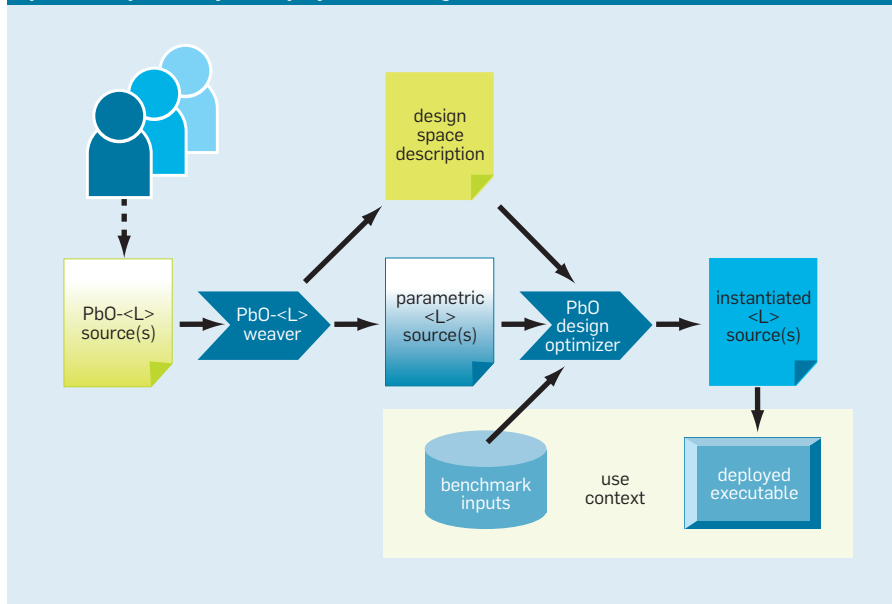 design
space
description
PbO-<L>
source(s)
PbO-<L>
weaver
parametric
<L>
source(s)
PbO
design
optimizer
instantiated
<L>
source(s)
benchmark
inputs
use
context
deployed
executable